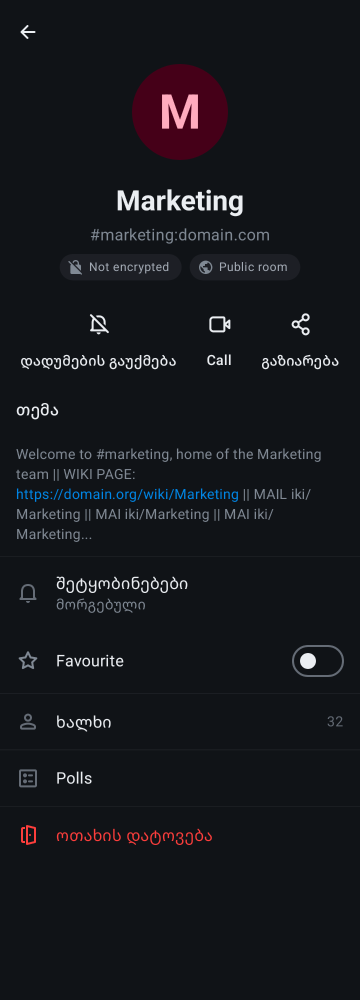 M
Marketing
#marketing:domain.com
Not encrypted
Public room
დადუმების გაუქმება
Call
გაზიარება
თემა
Welcome to #marketing, home of the Marketing
team || WIKI PAGE:
https://domain.org/wiki/Marketing || MAIL iki/
Marketing || MAI iki/Marketing || MAI iki/
Marketing...
შეტყობინებები
მორგებული
Favourite
ხალხი
32
Polls
ოთახის დატოვება